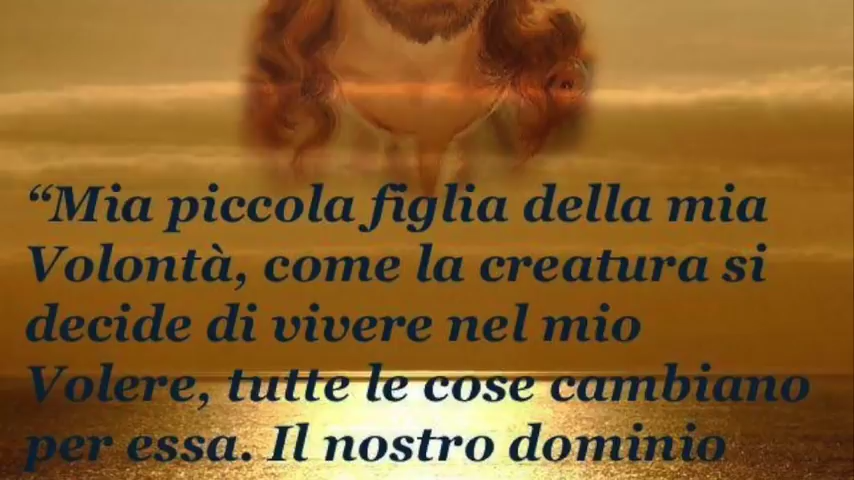 “Mia piccola figlia della mia
Volontà, come la creatura si
decide di vivere nel mio
Volere, tutte le cose cambiano
per essa. Il nostro dominio